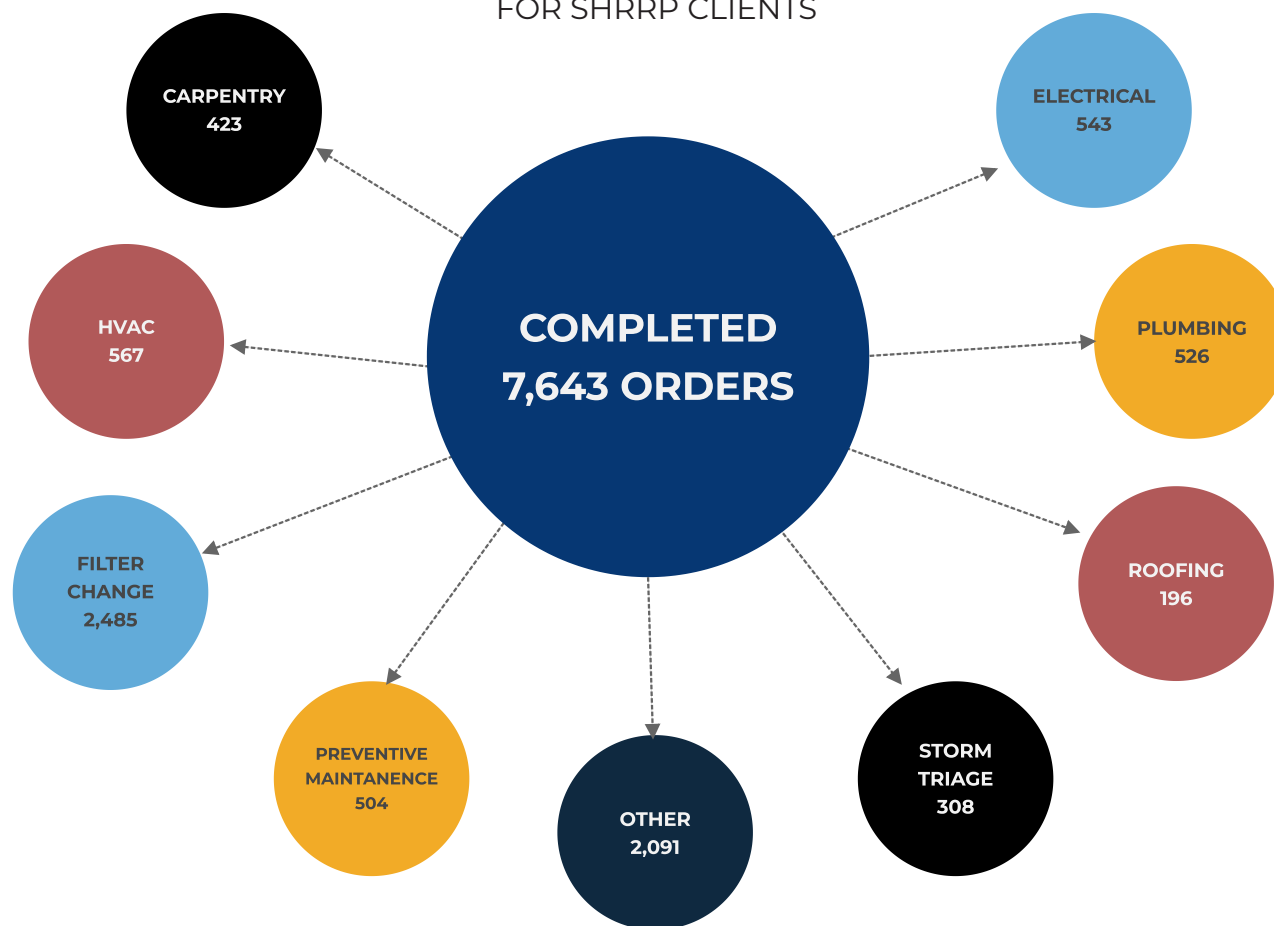 FOR SHRRP CLIENTS
CARPENTRY
423
ELECTRICAL
543
HVAC
567
COMPLETED
7,643 ORDERS
PLUMBING
526
FILTER
CHANGE
2,485
ROOFING
196
PREVENTIVE
MAINTANENCE
504
OTHER
2,091
STORM
TRIAGE
308